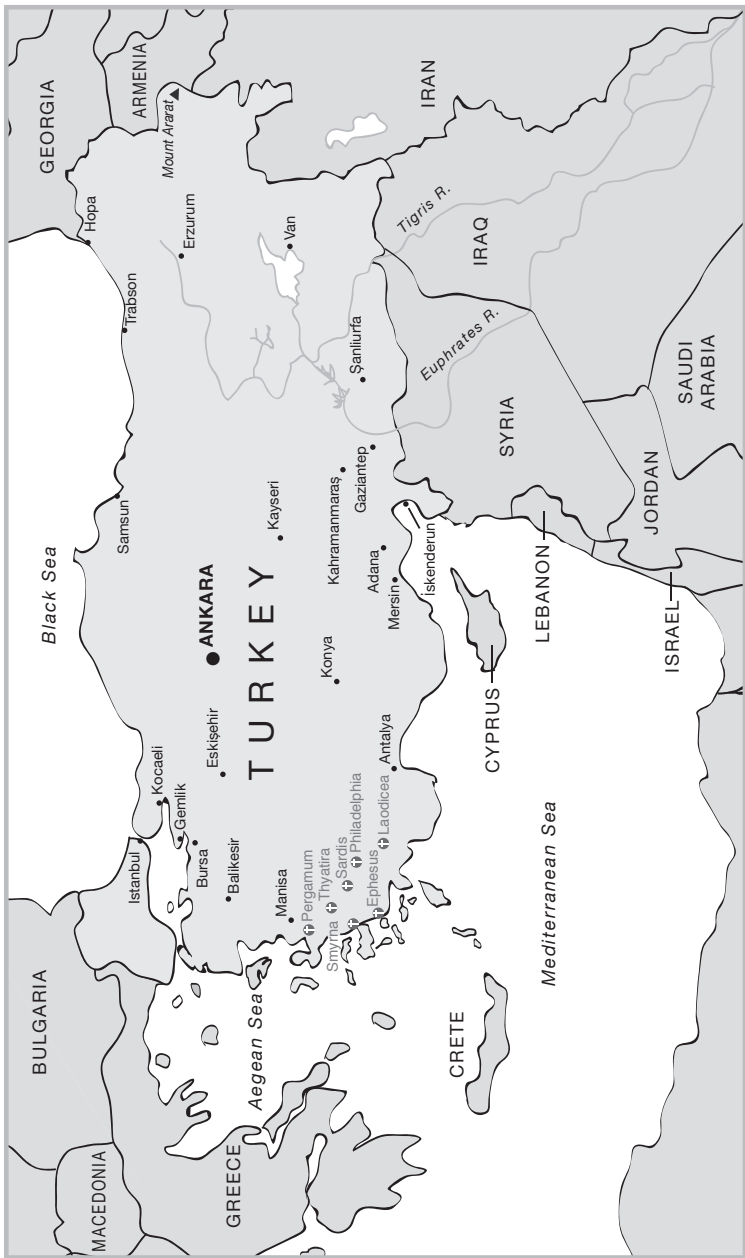 BULGARIA
MACEDONIA
GREECE
Black Sea
GEORGIA
ARMENIA
Mount Ararat
IRAN
Hopa
Trabson
Samsun
Erzurum
Van
Istanbul
Kocaeli
Gemlik
Bursa
Eskişehir
Balikesir
ANKARA
TURKEY
Kayseri
Manisa
Pergamum
Thyatira
Smyrna
Sardis
Philadelphia
Ephesus
Laodicea
Konya
Antalya
Kahramanmaraş
Adana
Mersin
Gaziantep
Şanliurfa
İskenderun
Aegean Sea
CRETE
Mediterranean Sea
CYPRUS
LEBANON
ISRAEL
JORDAN
SYRIA
Euphrates R.
Tigris R.
IRAQ
SAUDI
ARABIA